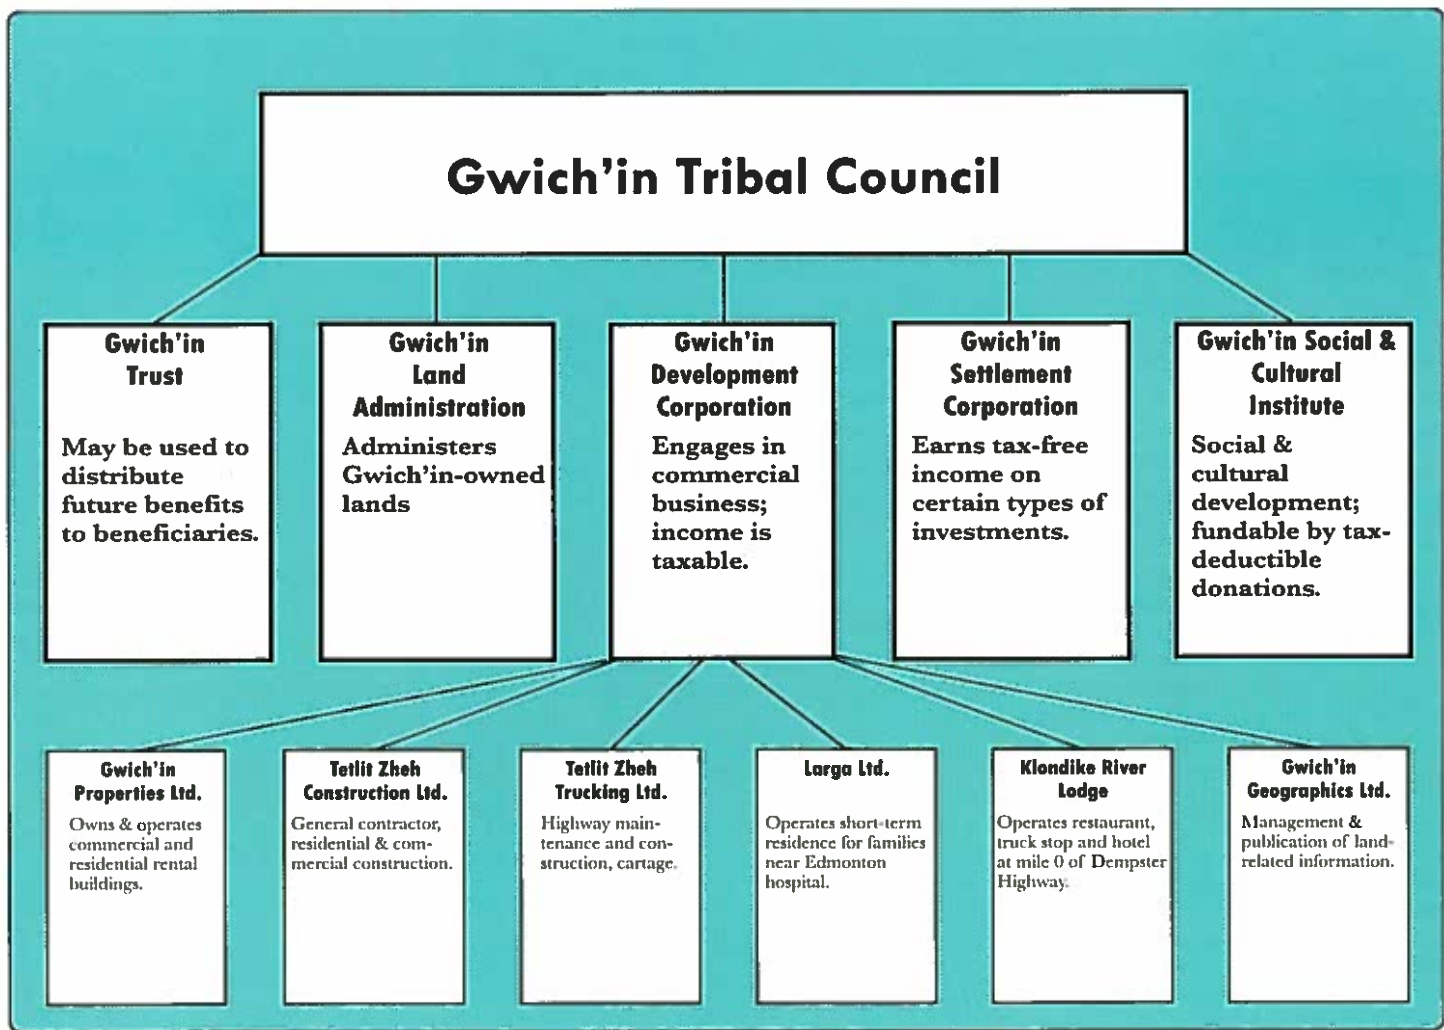 Gwich'in Tribal Council
Gwich'in
Trust
May be used to
distribute
future benefits
to beneficiaries.
Gwich'in
Land
Administration
Administers
Gwich'in-owned
lands
Gwich'in
Development
Corporation
Engages in
commercial
business;
income is
taxable.
Gwich'in
Settlement
Corporation
Earns tax-free
income on
certain types of
investments.
Gwich'in Social &
Cultural
Institute
Social &
cultural
development;
fundable by tax-
deductible
donations.
Gwich'in
Properties Ltd.
Owns & operates
commercial and
residential rental
buildings.
Tetlit Zheh
Construction Ltd.
General contractor,
residential & com-
mercial construction.
Tetlit Zheh
Trucking Ltd.
Highway main-
tenance and con-
struction, cartage.
Larga Ltd.
Operates short-term
residence for families
near Edmonton
hospital.
Klondike River
Lodge
Operates restaurant,
truck stop and hotel
at mile 0 of Dempster
Highway.
Gwich'in
Geographics Ltd.
Management &
publication of land-
related information.